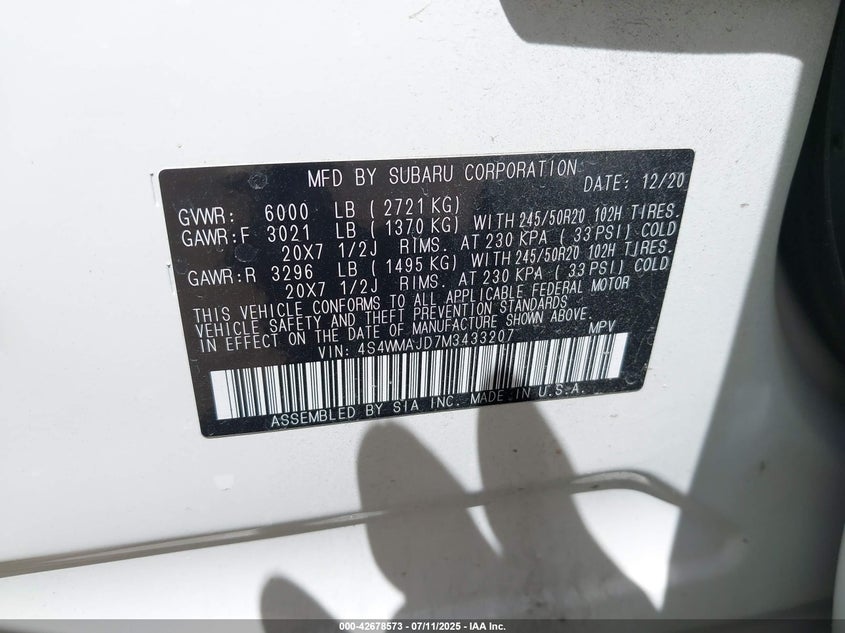 MFD BY SUBARU CORPORATION
DATE: 12/20
GVWR: 6000 LB ( 2721 KG)
GAWR:F 3021 LB ( 1370 KG) WITH 245/50R20 102H TIRES.
20X7 1/2J RIMS. AT 230 KPA ( 33 PSI) COLD
GAWR:R 3296 LB ( 1495 KG) WITH 245/50R20 102H TIRES.
20X7 1/2J RIMS. AT 230 KPA ( 33 PSI) COLD
THIS VEHICLE CONFORMS TO ALL APPLICABLE FEDERAL MOTOR
VEHICLE SAFETY AND THEFT PREVENTION STANDARDS
IN EFFECT ON THE DATE OF MANUFACTURE SHOWN ABOVE.
VIN: 4S4WMAJD7M3433207 MPV
ASSEMBLED BY SIA INC. MADE IN U.S.A.
000-42678573 - 07/11/2025 - IAA Inc.